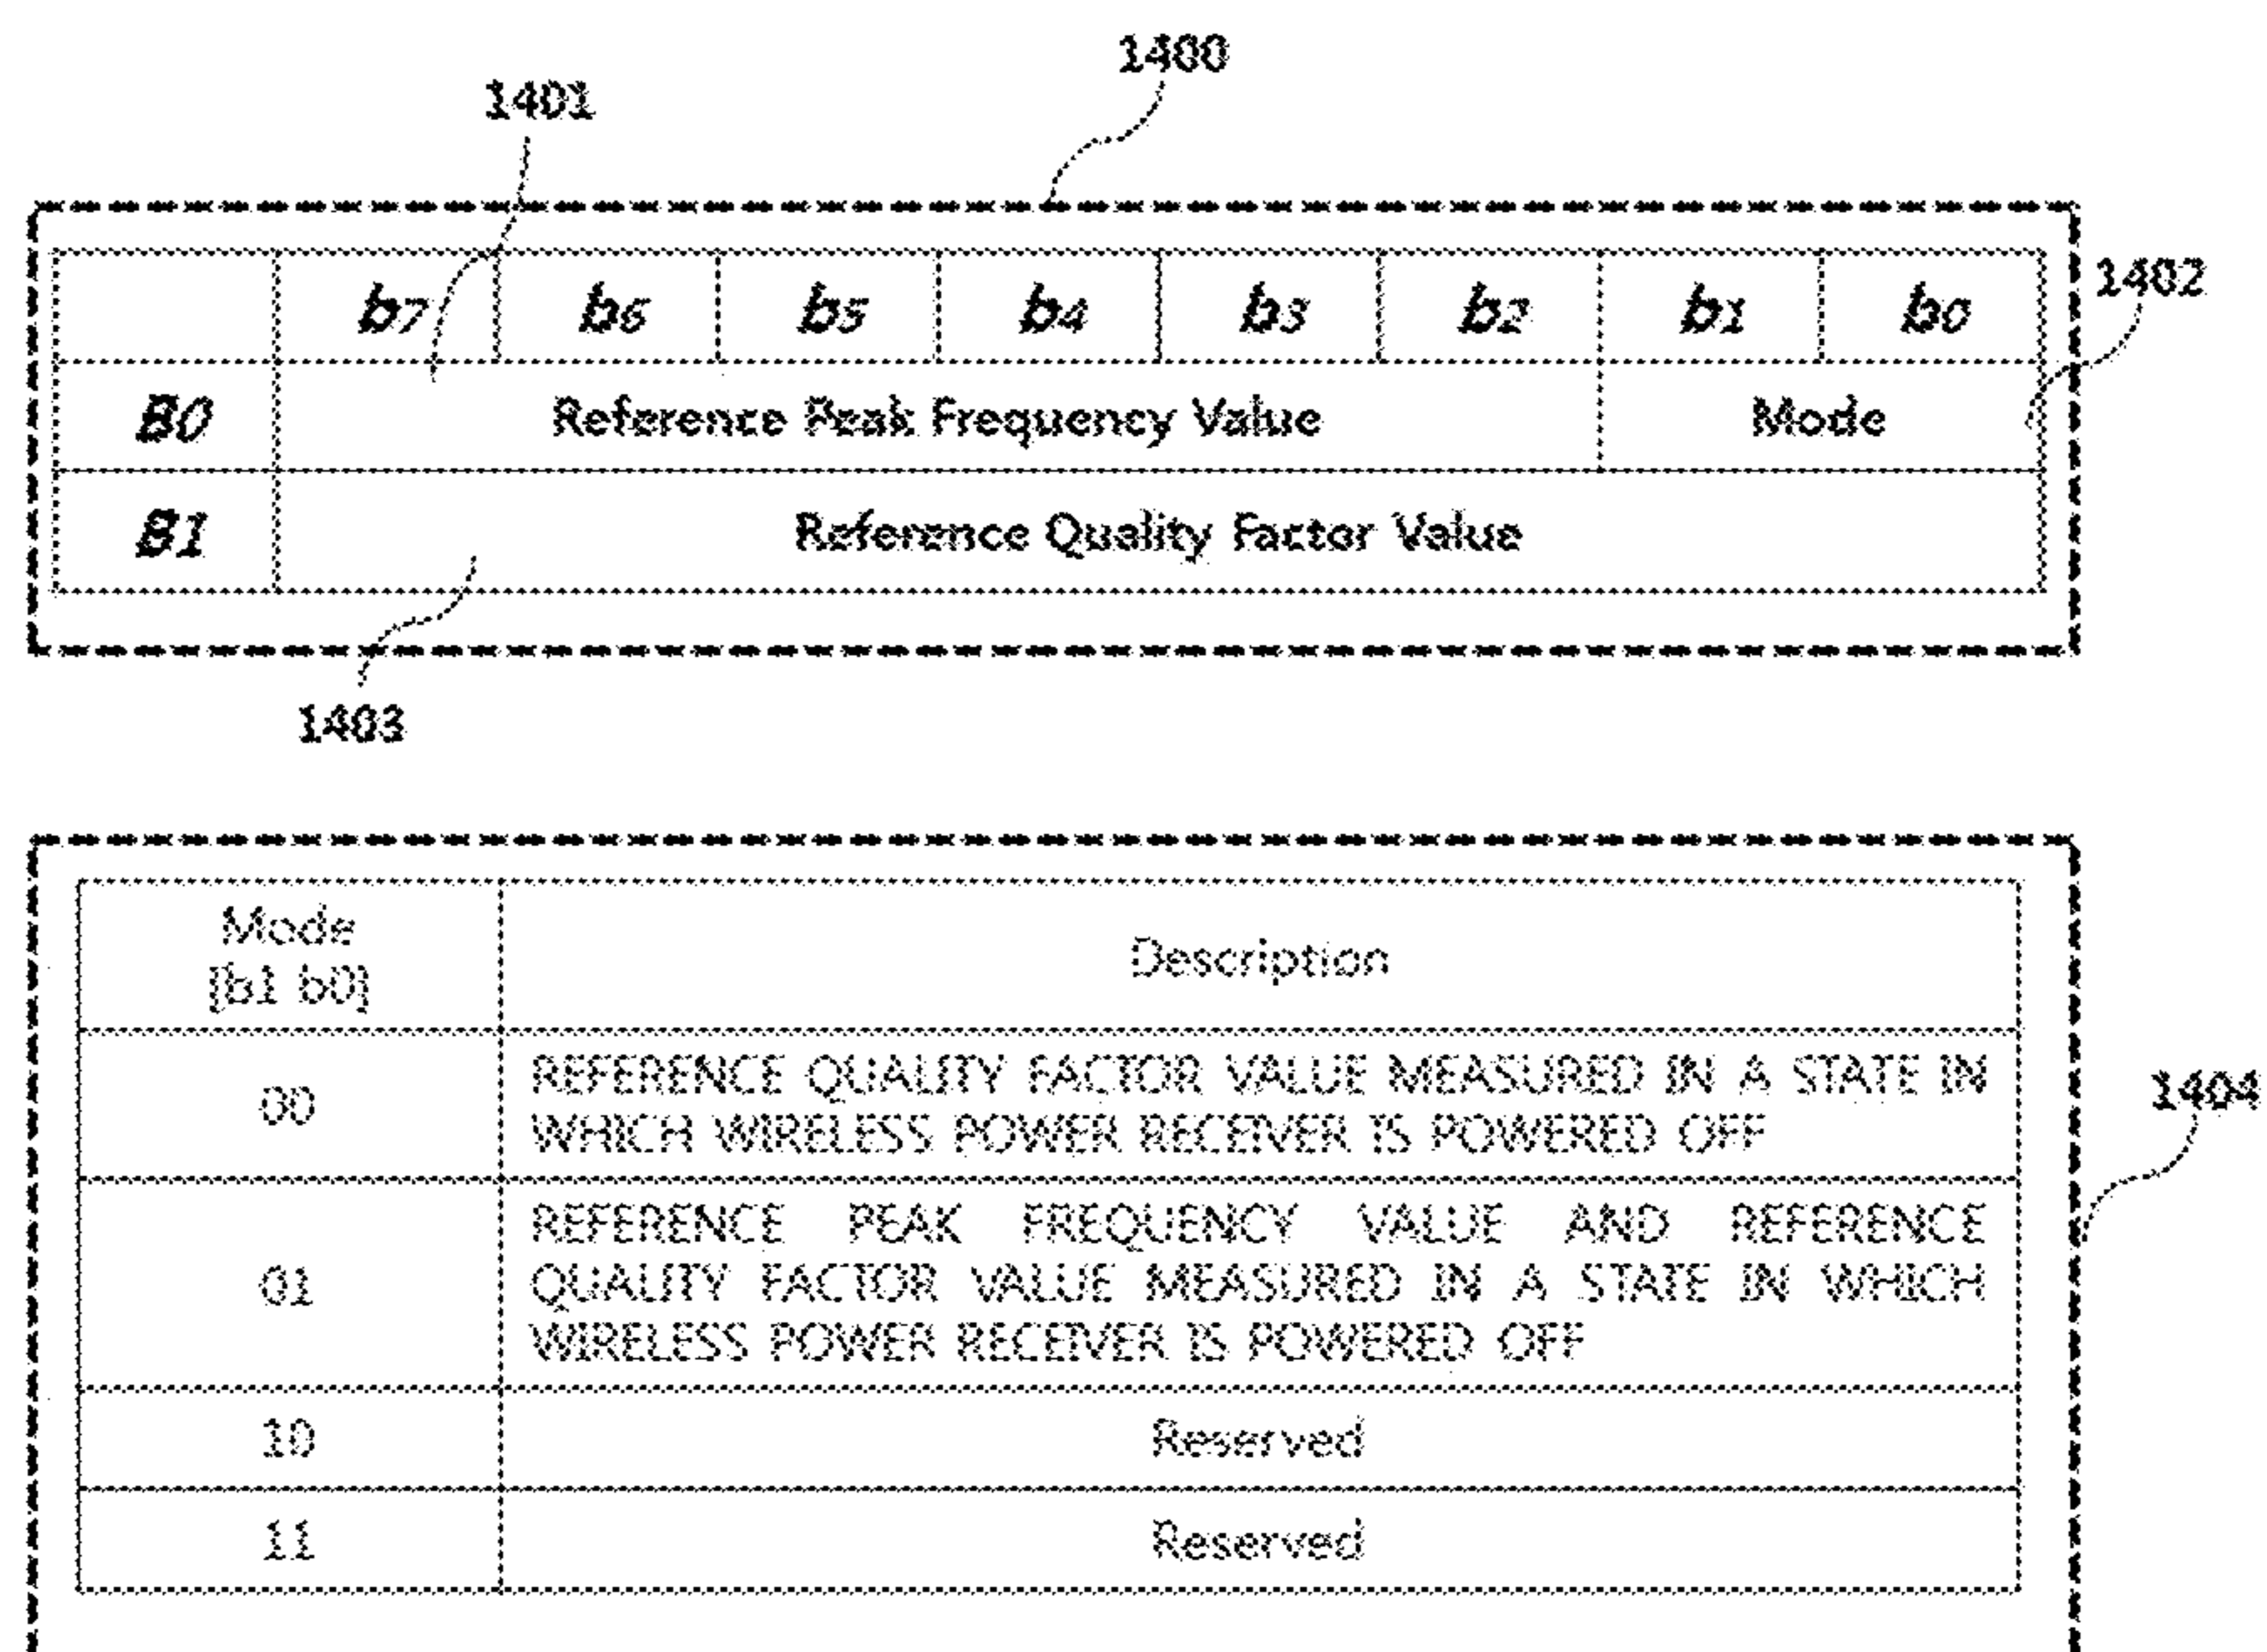 1400
1401
1402
b7 b6 b5 b4 b3 b2 b1 b0
B0 Reference Peak Frequency Value Mode
B1 Reference Quality Factor Value
1403
Mode
[b1 b0]
Description
00
REFERENCE QUALITY FACTOR VALUE MEASURED IN A STATE IN
WHICH WIRELESS POWER RECEIVER IS POWERED OFF
1404
01
REFERENCE PEAK FREQUENCY VALUE AND REFERENCE
QUALITY FACTOR VALUE MEASURED IN A STATE IN WHICH
WIRELESS POWER RECEIVER IS POWERED OFF
10 Reserved
11 Reserved